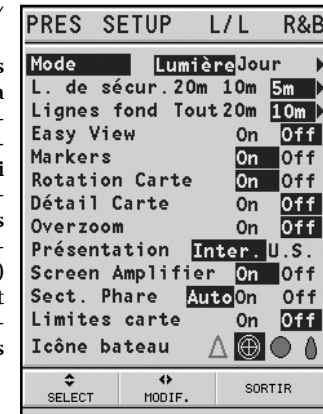 PRES SETUP L/L R&B
Mode Lumière Jour
L. de sécur. 20m 10m 5m
Lignes fond Tout 20m 10m
Easy View On Off
Markers On Off
Rotation Carte On Off
Détail Carte On Off
Overzoom On Off
Présentation Inter. U.S.
Screen Amplifier On Off
Sect. Phare Auto On Off
Limites carte On Off
Icône bateau
SELECT MODIF. SORTIR